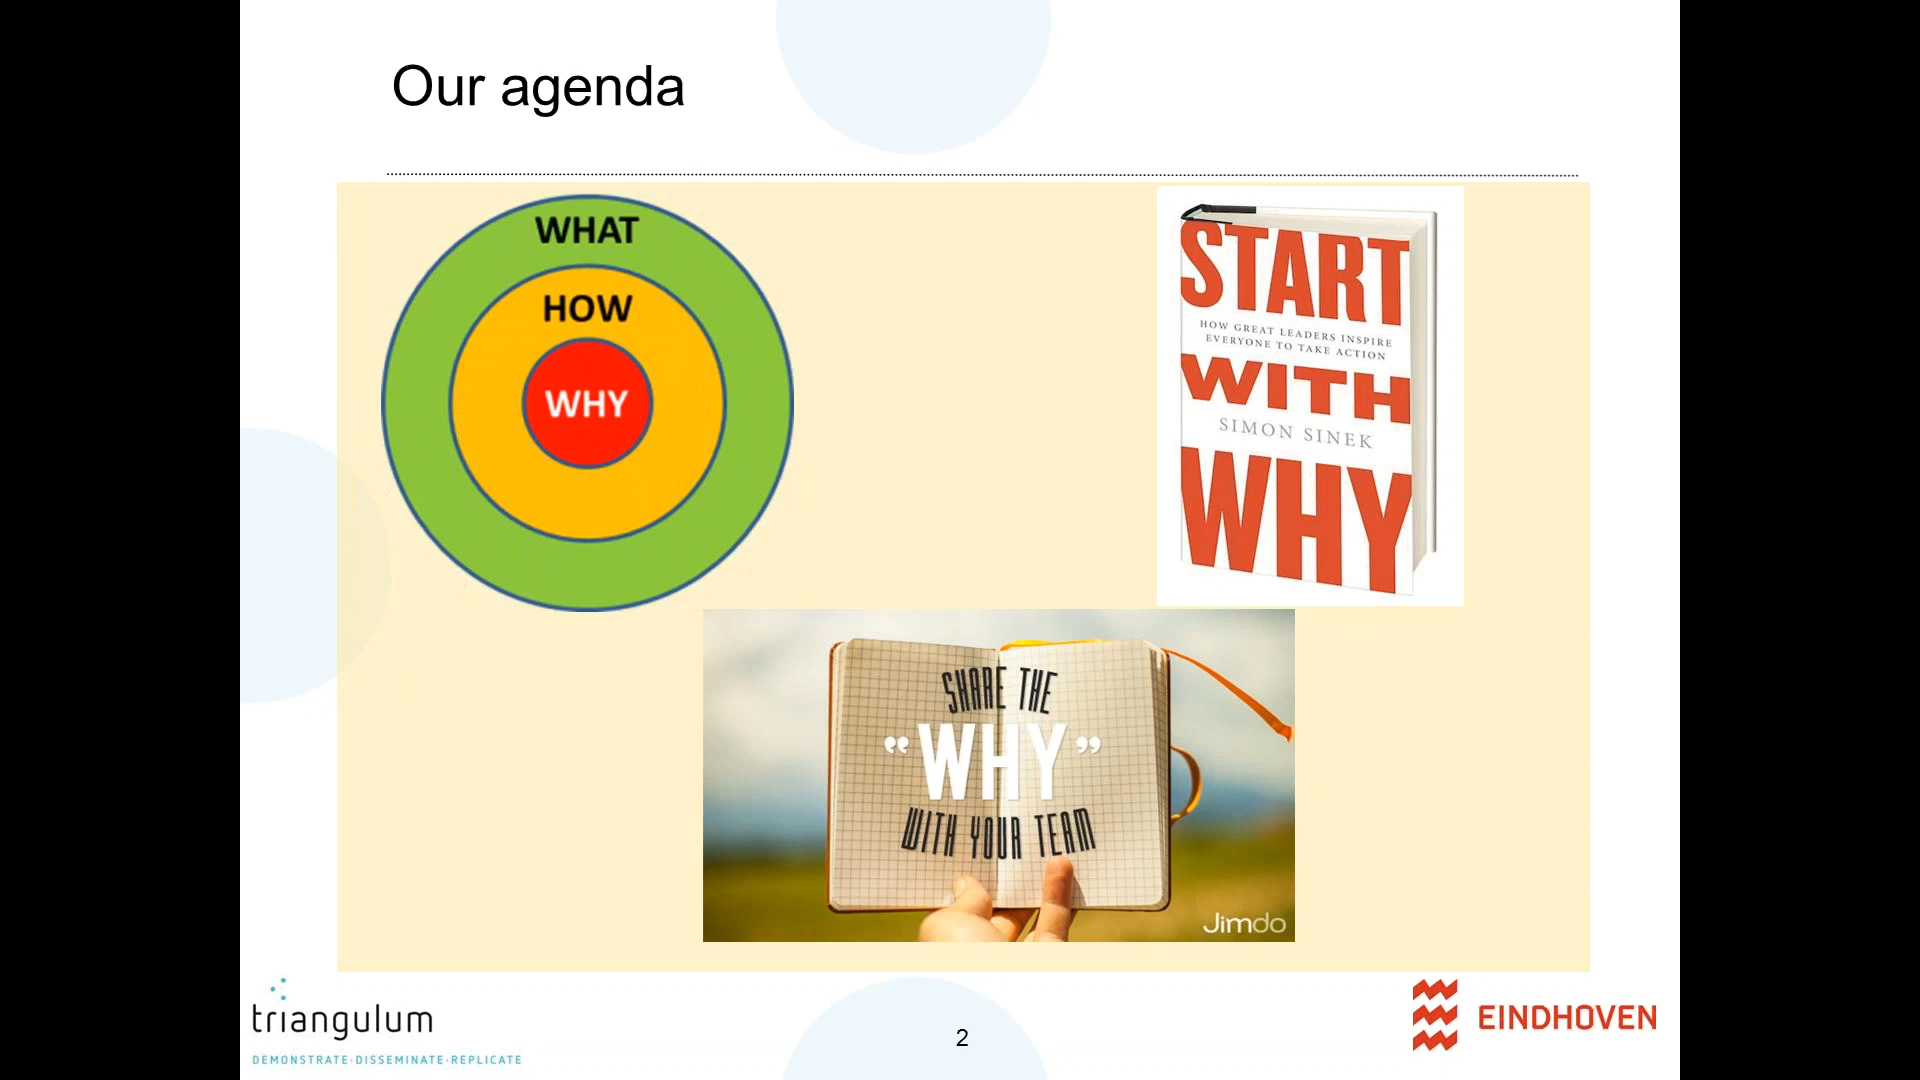 Our agenda
WHAT
HOW
WHY
START
HOW GREAT LEADERS INSPIRE
EVERYONE TO TAKE ACTION
WITH
SIMON SINEK
WHY
SHARE THE
“WHY”
WITH YOUR TEAM
Jimdo
triangulum
DEMONSTRATE·DISSEMINATE·REPLICATE
2
EINDHOVEN